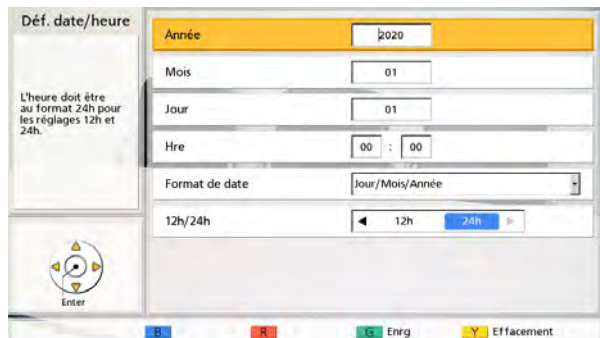 Déf. date/heure
L'heure doit être
au format 24h pour
les réglages 12h et
24h.
Enter
Année 2020
Mois 01
Jour 01
Hre 00 : 00
Format de date Jour/Mois/Année
12h/24h 12h 24h
B R G Enrg Y Effacement